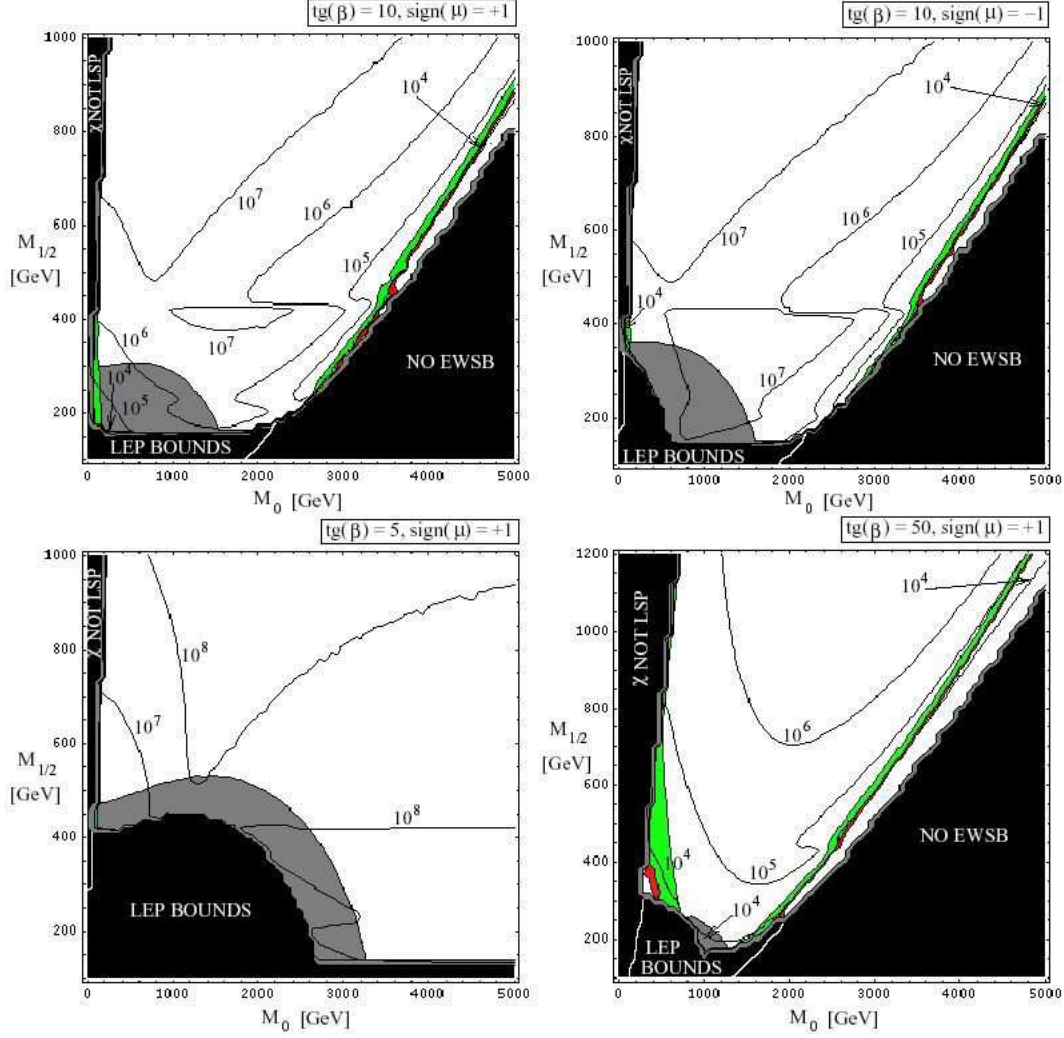 tg(β) = 10, sign(μ) = +1
1000
800
600
400
200
M1/2
[GeV]
χ NOT LSP
10^4
10^7
10^6
10^5
10^7
10^6
10^4
10^5
NO EWSB
LEP BOUNDS
0 1000 2000 3000 4000 5000
M0 [GeV]
tg(β) = 10, sign(μ) = −1
1000
800
600
400
200
M1/2
[GeV]
χ NOT LSP
10^4
10^6
10^7
10^5
10^4
10^7
NO EWSB
LEP BOUNDS
0 1000 2000 3000 4000 5000
M0 [GeV]
tg(β) = 5, sign(μ) = +1
1000
800
600
400
200
M1/2
[GeV]
χ NOT LSP
10^8
10^7
10^8
LEP BOUNDS
0 1000 2000 3000 4000 5000
M0 [GeV]
tg(β) = 50, sign(μ) = +1
1200
1000
800
600
400
200
M1/2
[GeV]
χ NOT LSP
10^4
10^6
10^5
10^4
10^4
NO EWSB
LEP
BOUNDS
0 1000 2000 3000 4000 5000
M0 [GeV]